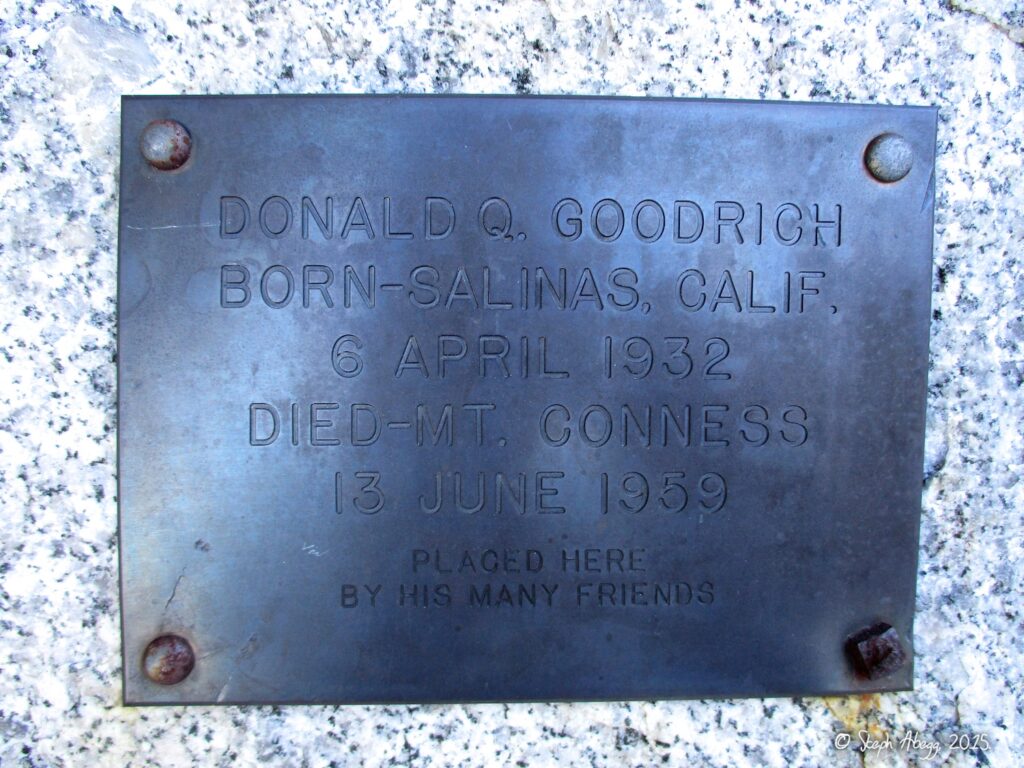 DONALD Q. GOODRICH
BORN-SALINAS, CALIF.
6 APRIL 1932
DIED-MT. CONNESS
13 JUNE 1959
PLACED HERE
BY HIS MANY FRIENDS
© Steph Abegg 2015